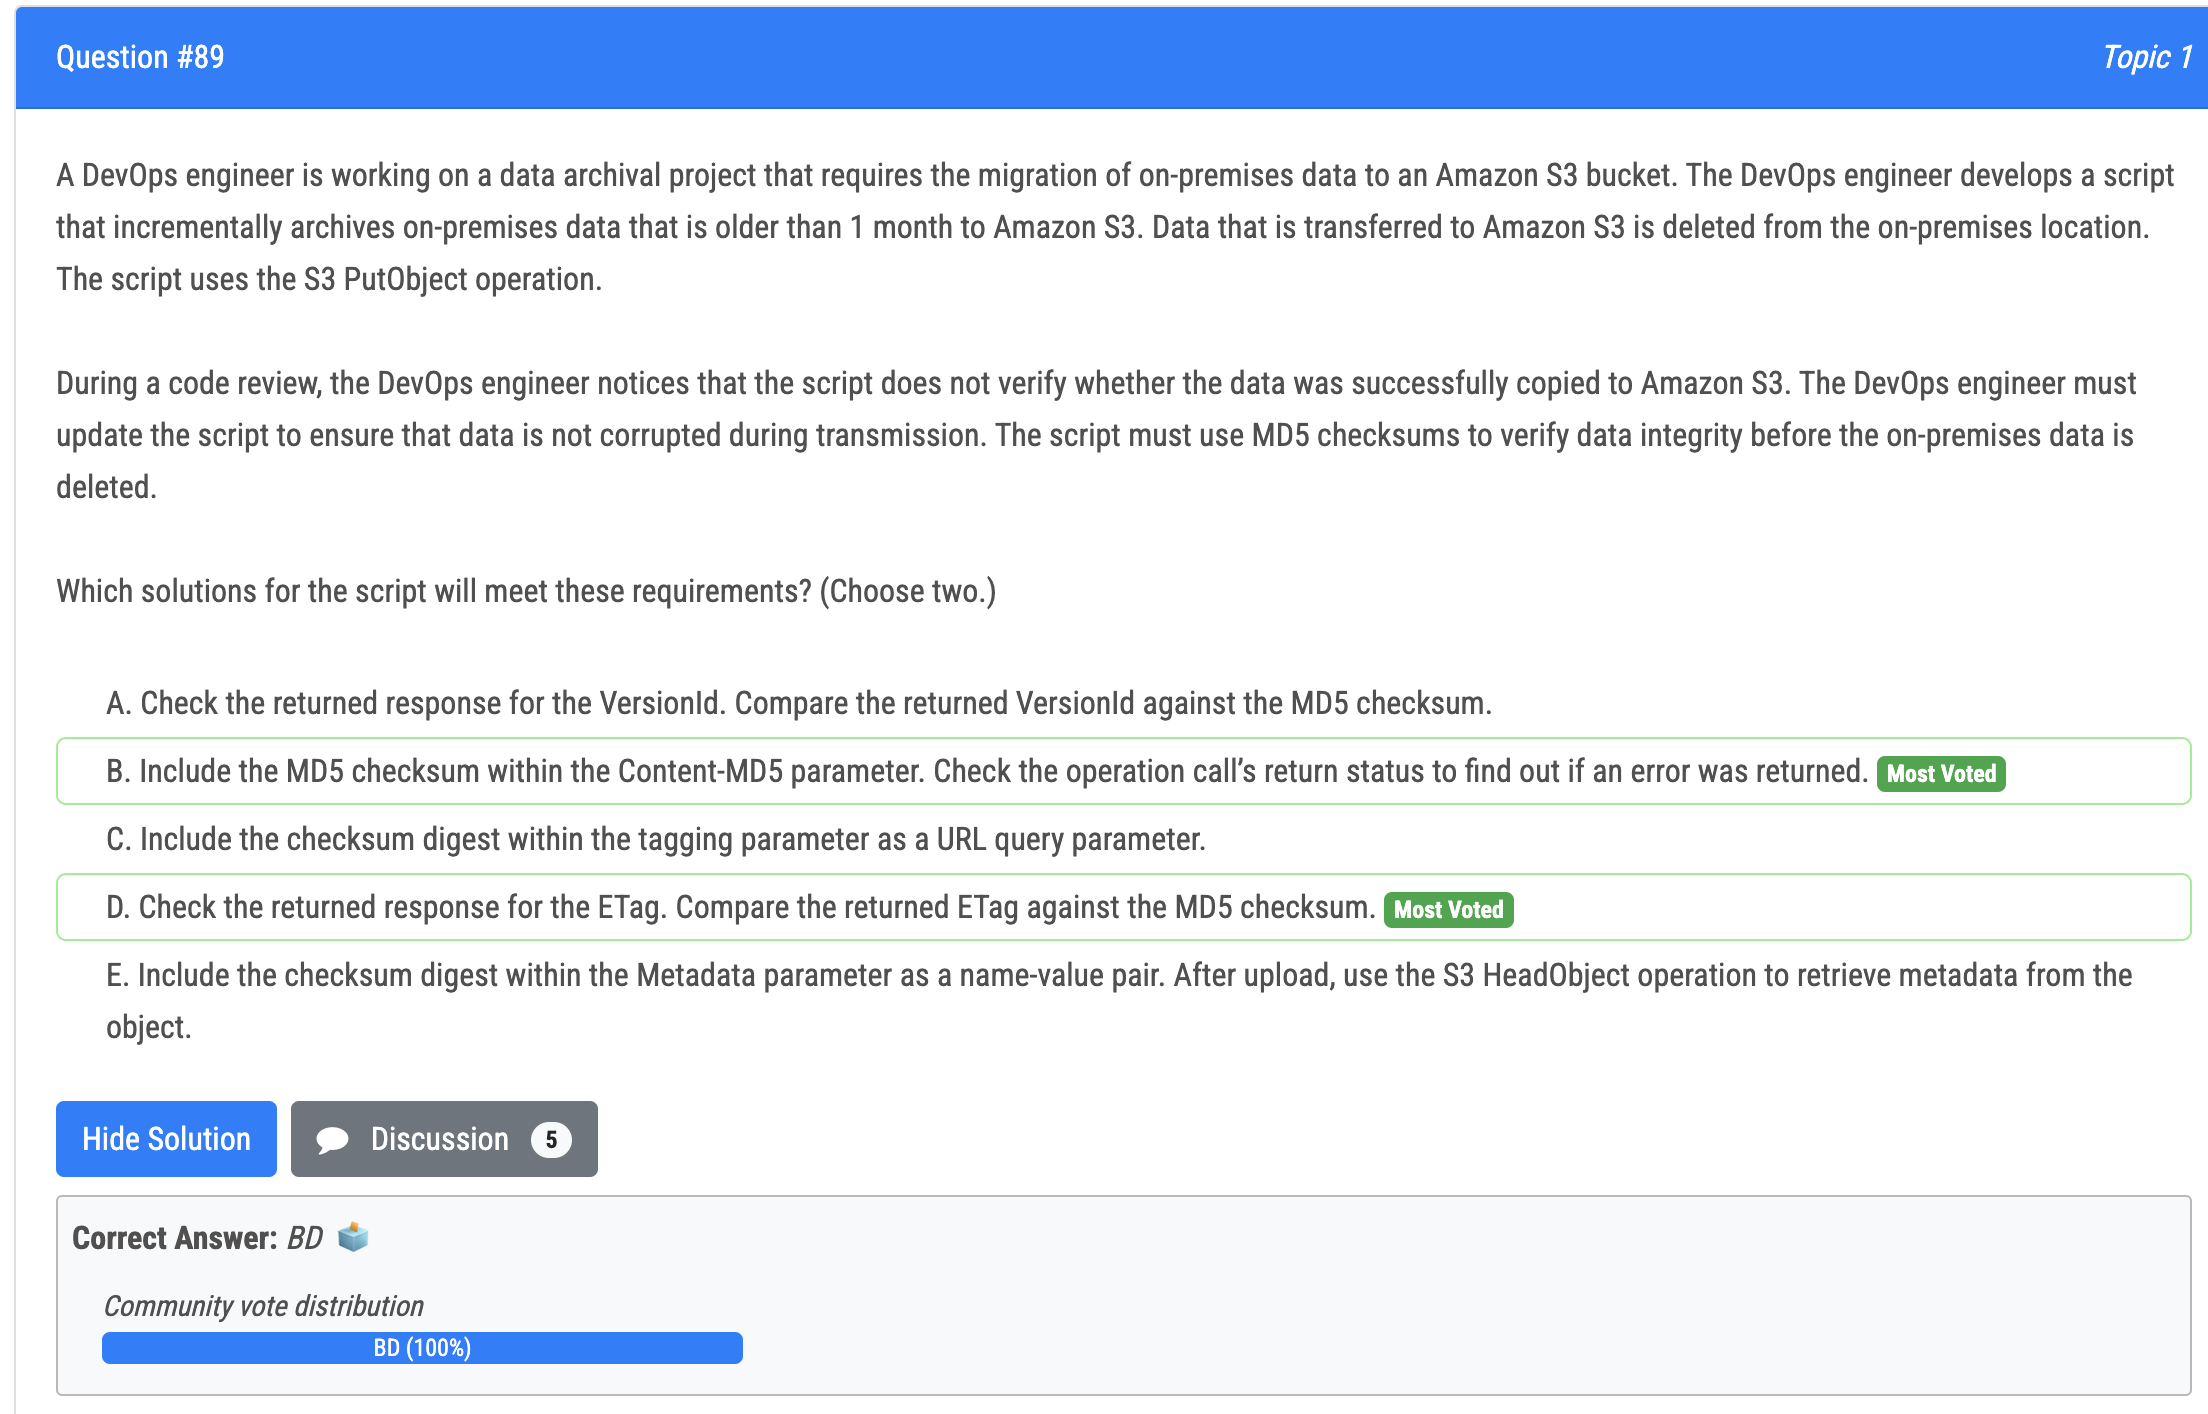 Question #89
Topic 1
A DevOps engineer is working on a data archival project that requires the migration of on-premises data to an Amazon S3 bucket. The DevOps engineer develops a script
that incrementally archives on-premises data that is older than 1 month to Amazon S3. Data that is transferred to Amazon S3 is deleted from the on-premises location.
The script uses the S3 PutObject operation.
During a code review, the DevOps engineer notices that the script does not verify whether the data was successfully copied to Amazon S3. The DevOps engineer must
update the script to ensure that data is not corrupted during transmission. The script must use MD5 checksums to verify data integrity before the on-premises data is
deleted.
Which solutions for the script will meet these requirements? (Choose two.)
A. Check the returned response for the VersionId. Compare the returned VersionId against the MD5 checksum.
B. Include the MD5 checksum within the Content-MD5 parameter. Check the operation call’s return status to find out if an error was returned. Most Voted
C. Include the checksum digest within the tagging parameter as a URL query parameter.
D. Check the returned response for the ETag. Compare the returned ETag against the MD5 checksum. Most Voted
E. Include the checksum digest within the Metadata parameter as a name-value pair. After upload, use the S3 HeadObject operation to retrieve metadata from the
object.
Hide Solution
Discussion 5
Correct Answer: BD
Community vote distribution
BD (100%)